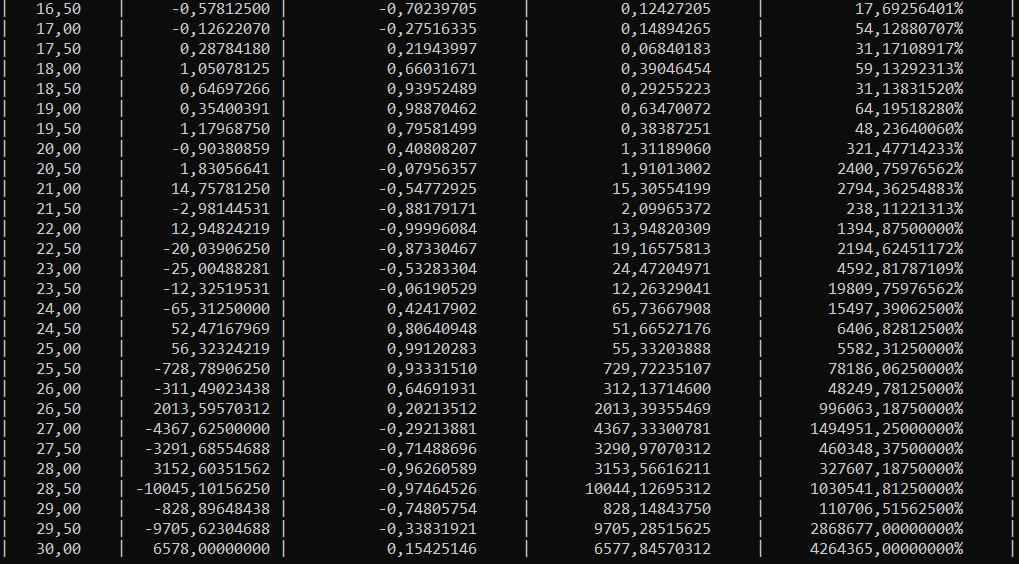 | 16,50 | -0,57812500 | -0,70239705 | 0,12427205 | 17,69256401% |
| 17,00 | -0,12622070 | -0,27516335 | 0,14894265 | 54,12880707% |
| 17,50 | 0,28784180 | 0,21943997 | 0,06840183 | 31,17108917% |
| 18,00 | 1,05078125 | 0,66031671 | 0,39046454 | 59,13292313% |
| 18,50 | 0,64697266 | 0,93952489 | 0,29255223 | 31,13831520% |
| 19,00 | 0,35400391 | 0,98870462 | 0,63470072 | 64,19518280% |
| 19,50 | 1,17968750 | 0,79581499 | 0,38387251 | 48,23640060% |
| 20,00 | -0,90380859 | 0,40808207 | 1,31189060 | 321,47714233% |
| 20,50 | 1,83056641 | -0,07956357 | 1,91013002 | 2400,75976562% |
| 21,00 | 14,75781250 | -0,54772925 | 15,30554199 | 2794,36254883% |
| 21,50 | -2,98144531 | -0,88179171 | 2,09965372 | 238,11221313% |
| 22,00 | 12,94824219 | -0,99996084 | 13,94820309 | 1394,87500000% |
| 22,50 | -20,03906250 | -0,87330467 | 19,16575813 | 2194,62451172% |
| 23,00 | -25,00488281 | -0,53283304 | 24,47204971 | 4592,81787109% |
| 23,50 | -12,32519531 | -0,06190529 | 12,26329041 | 19809,75976562% |
| 24,00 | -65,31250000 | 0,42417902 | 65,73667908 | 15497,39062500% |
| 24,50 | 52,47167969 | 0,80640948 | 51,66527176 | 6406,82812500% |
| 25,00 | 56,32324219 | 0,99120283 | 55,33203888 | 5582,31250000% |
| 25,50 | -728,78906250 | 0,93331510 | 729,72235107 | 78186,06250000% |
| 26,00 | -311,49023438 | 0,64691931 | 312,13714600 | 48249,78125000% |
| 26,50 | 2013,59570312 | 0,20213512 | 2013,39355469 | 996063,18750000% |
| 27,00 | -4367,62500000 | -0,29213881 | 4367,33300781 | 1494951,25000000% |
| 27,50 | -3291,68554688 | -0,71488696 | 3290,97070312 | 460348,37500000% |
| 28,00 | 3152,60351562 | -0,96260589 | 3153,56616211 | 327607,18750000% |
| 28,50 | -10045,10156250 | -0,97464526 | 10044,12695312 | 1030541,81250000% |
| 29,00 | -828,89648438 | -0,74805754 | 828,14843750 | 110706,51562500% |
| 29,50 | -9705,62304688 | -0,33831921 | 9705,28515625 | 2868677,00000000% |
| 30,00 | 6578,00000000 | 0,15425146 | 6577,84570312 | 4264365,00000000% |